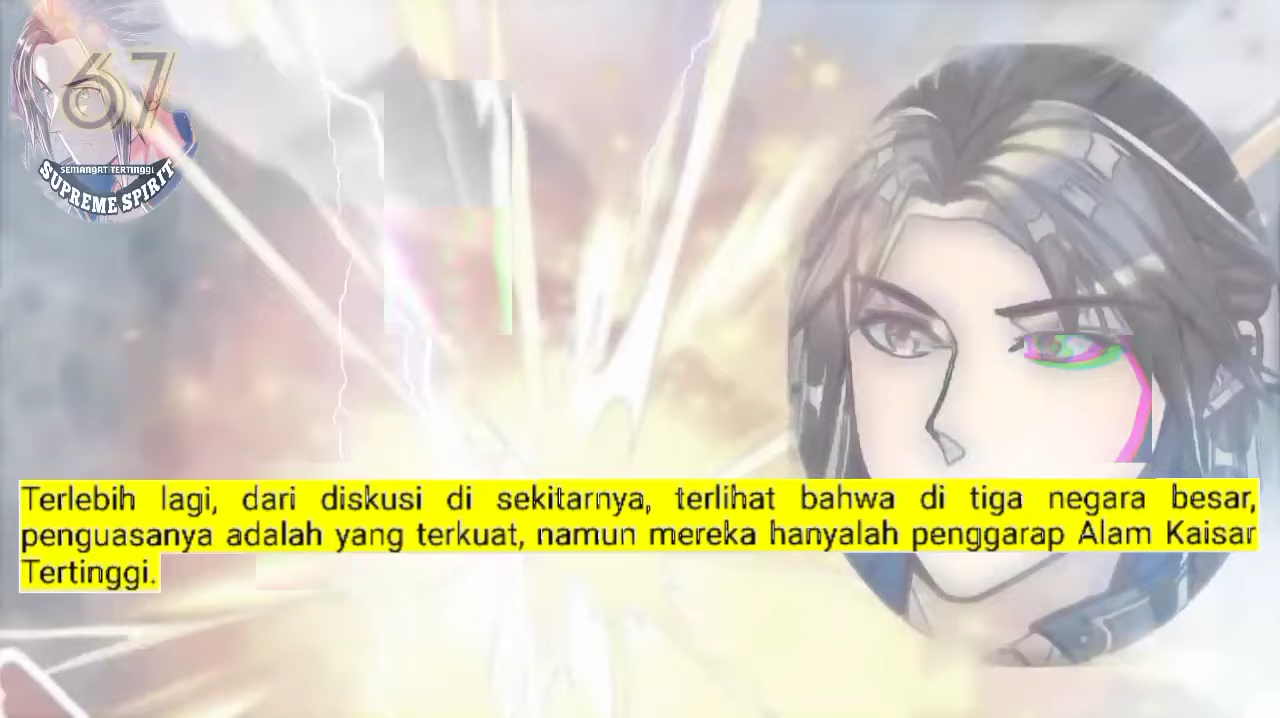 67
SEMANGAT TERTINGGI
SUPREME SPIRIT
Terlebih lagi, dari diskusi di sekitarnya, terlihat bahwa di tiga negara besar,
penguasanya adalah yang terkuat, namun mereka hanyalah penggarap Alam Kaisar
Tertinggi.